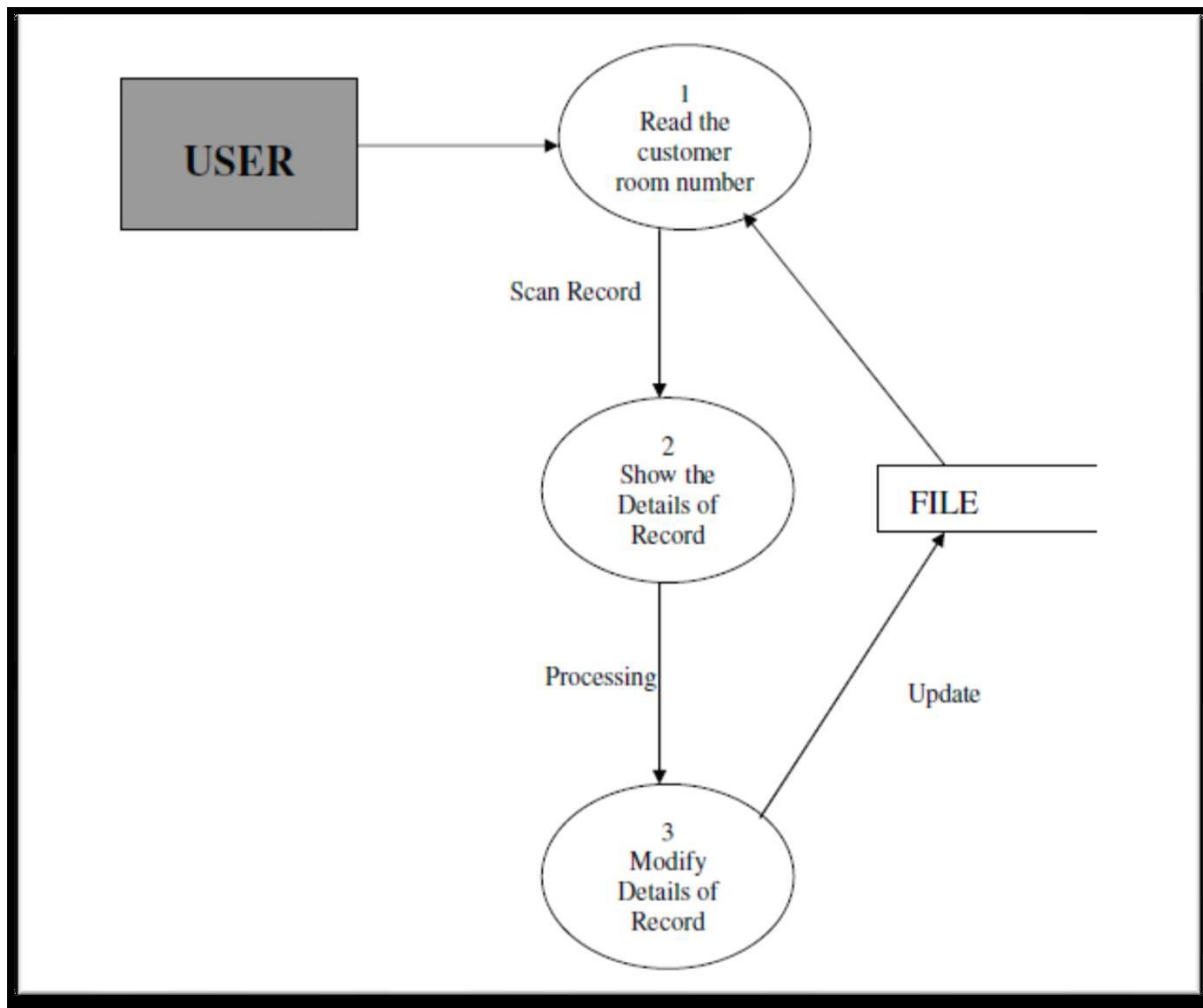 USER
1
Read the
customer
room number
Scan Record
2
Show the
Details of
Record
FILE
Processing
Update
3
Modify
Details of
Record